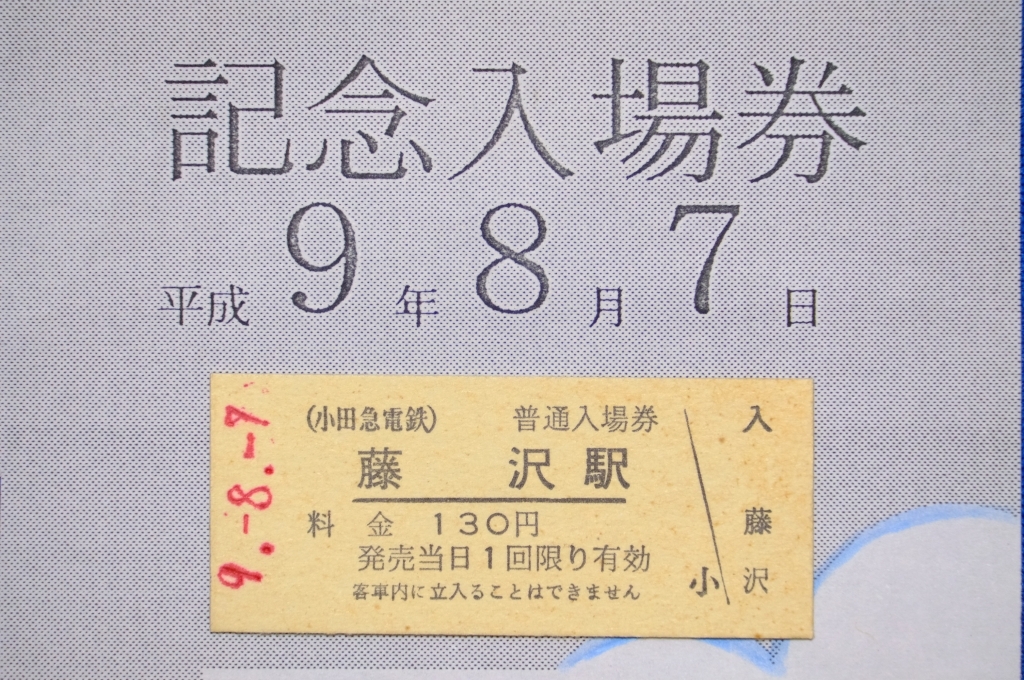 記念入場券
平成9年8月7日
9.-8.-7
(小田急電鉄) 普通入場券
藤沢駅
料金 130円
発売当日1回限り有効
客車内に立入ることはできません
小
入
藤
沢